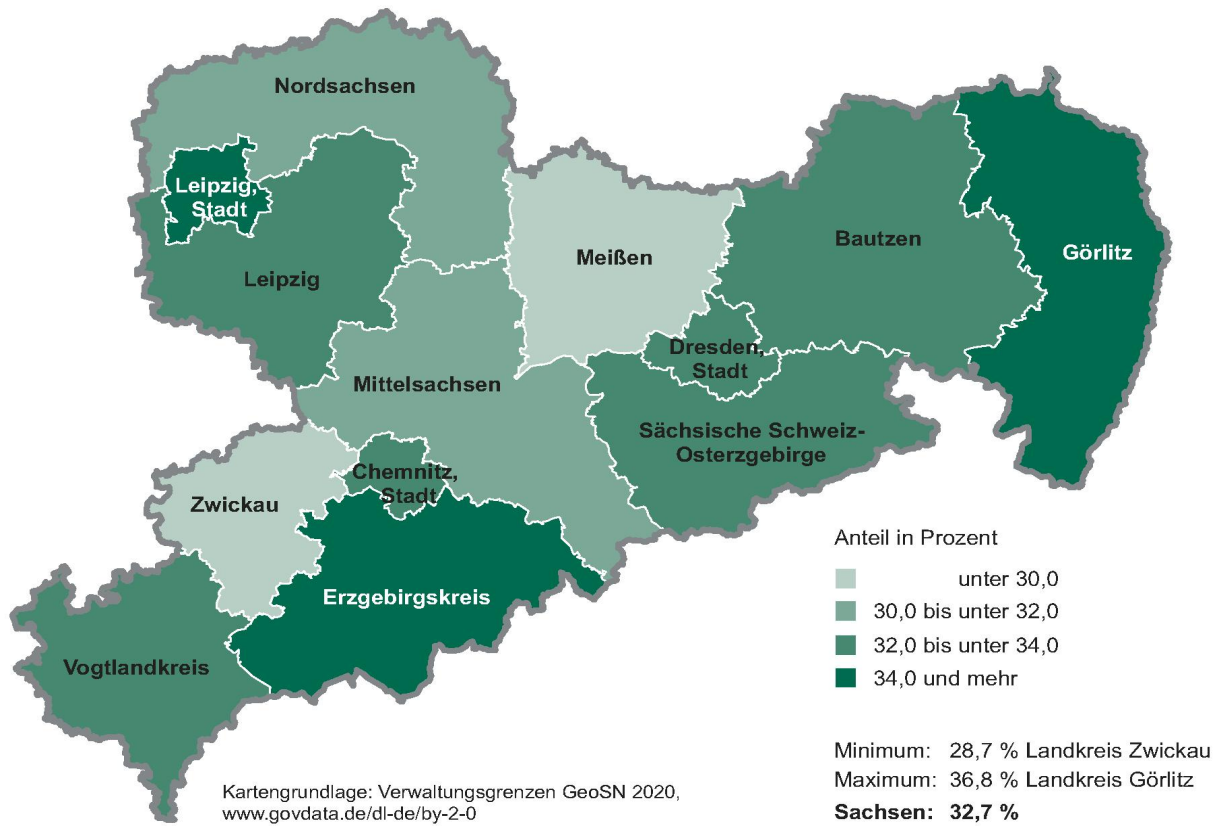 Nordsachsen
Leipzig,
Stadt
Leipzig
Meißen
Bautzen
Görlitz
Dresden,
Stadt
Mittelsachsen
Sächsische Schweiz-
Osterzgebirge
Chemnitz,
Stadt
Zwickau
Erzgebirgskreis
Vogtlandkreis
Anteil in Prozent
unter 30,0
30,0 bis unter 32,0
32,0 bis unter 34,0
34,0 und mehr
Minimum: 28,7 % Landkreis Zwickau
Maximum: 36,8 % Landkreis Görlitz
Sachsen: 32,7 %
Kartengrundlage: Verwaltungsgrenzen GeoSN 2020,
www.govdata.de/dl-de/by-2-0